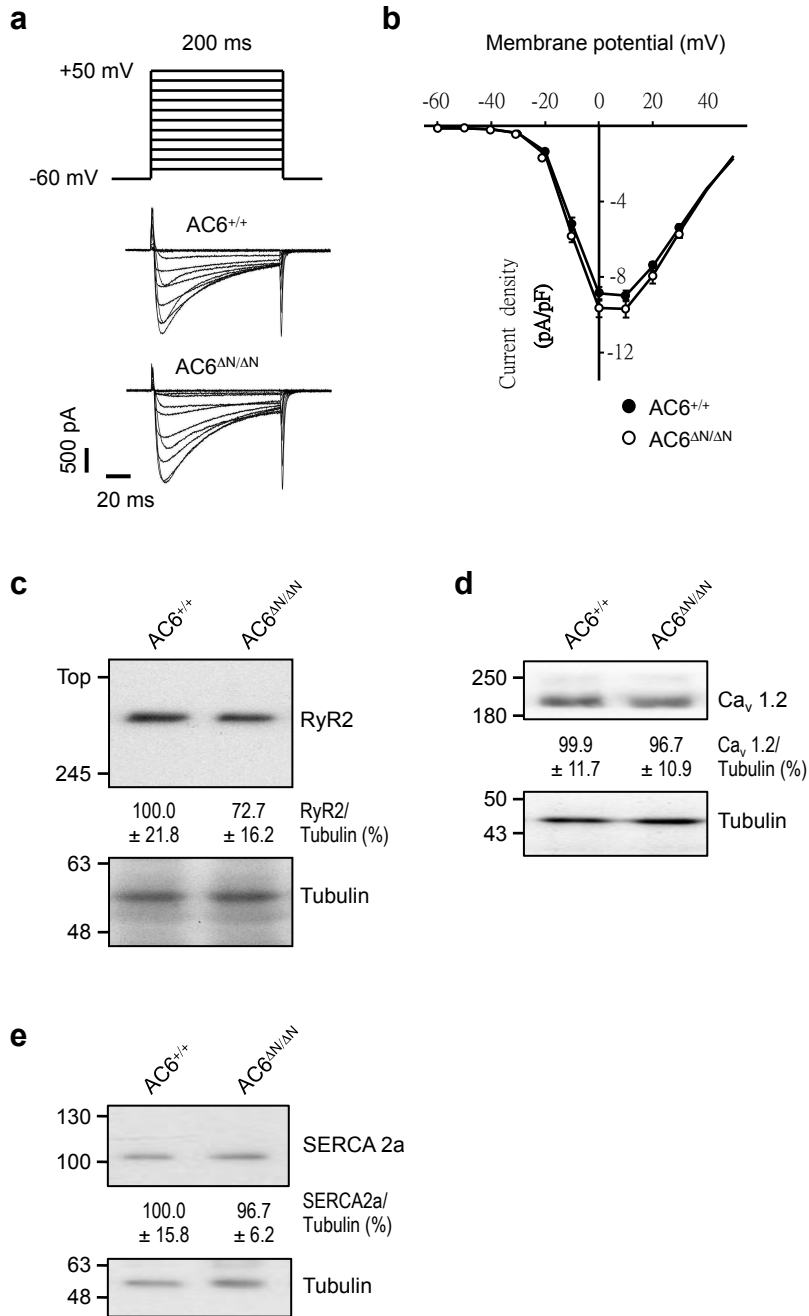 a
200 ms
+50 mV
-60 mV
AC6+/+
AC6ΔN/ΔN
500 pA
20 ms
b
Membrane potential (mV)
-60 -40 -20 0 20 40
-4
-8
-12
Current density
(pA/pF)
AC6+/+
AC6ΔN/ΔN
c
AC6+/+ AC6ΔN/ΔN
Top
RyR2
245
100.0 72.7 RyR2/
± 21.8 ± 16.2 Tubulin (%)
63
Tubulin
48
d
AC6+/+ AC6ΔN/ΔN
250
Cav 1.2
180
99.9 96.7 Cav 1.2/
± 11.7 ± 10.9 Tubulin (%)
50
Tubulin
43
e
AC6+/+ AC6ΔN/ΔN
130
SERCA 2a
100
100.0 96.7 SERCA2a/
± 15.8 ± 6.2 Tubulin (%)
63
Tubulin
48